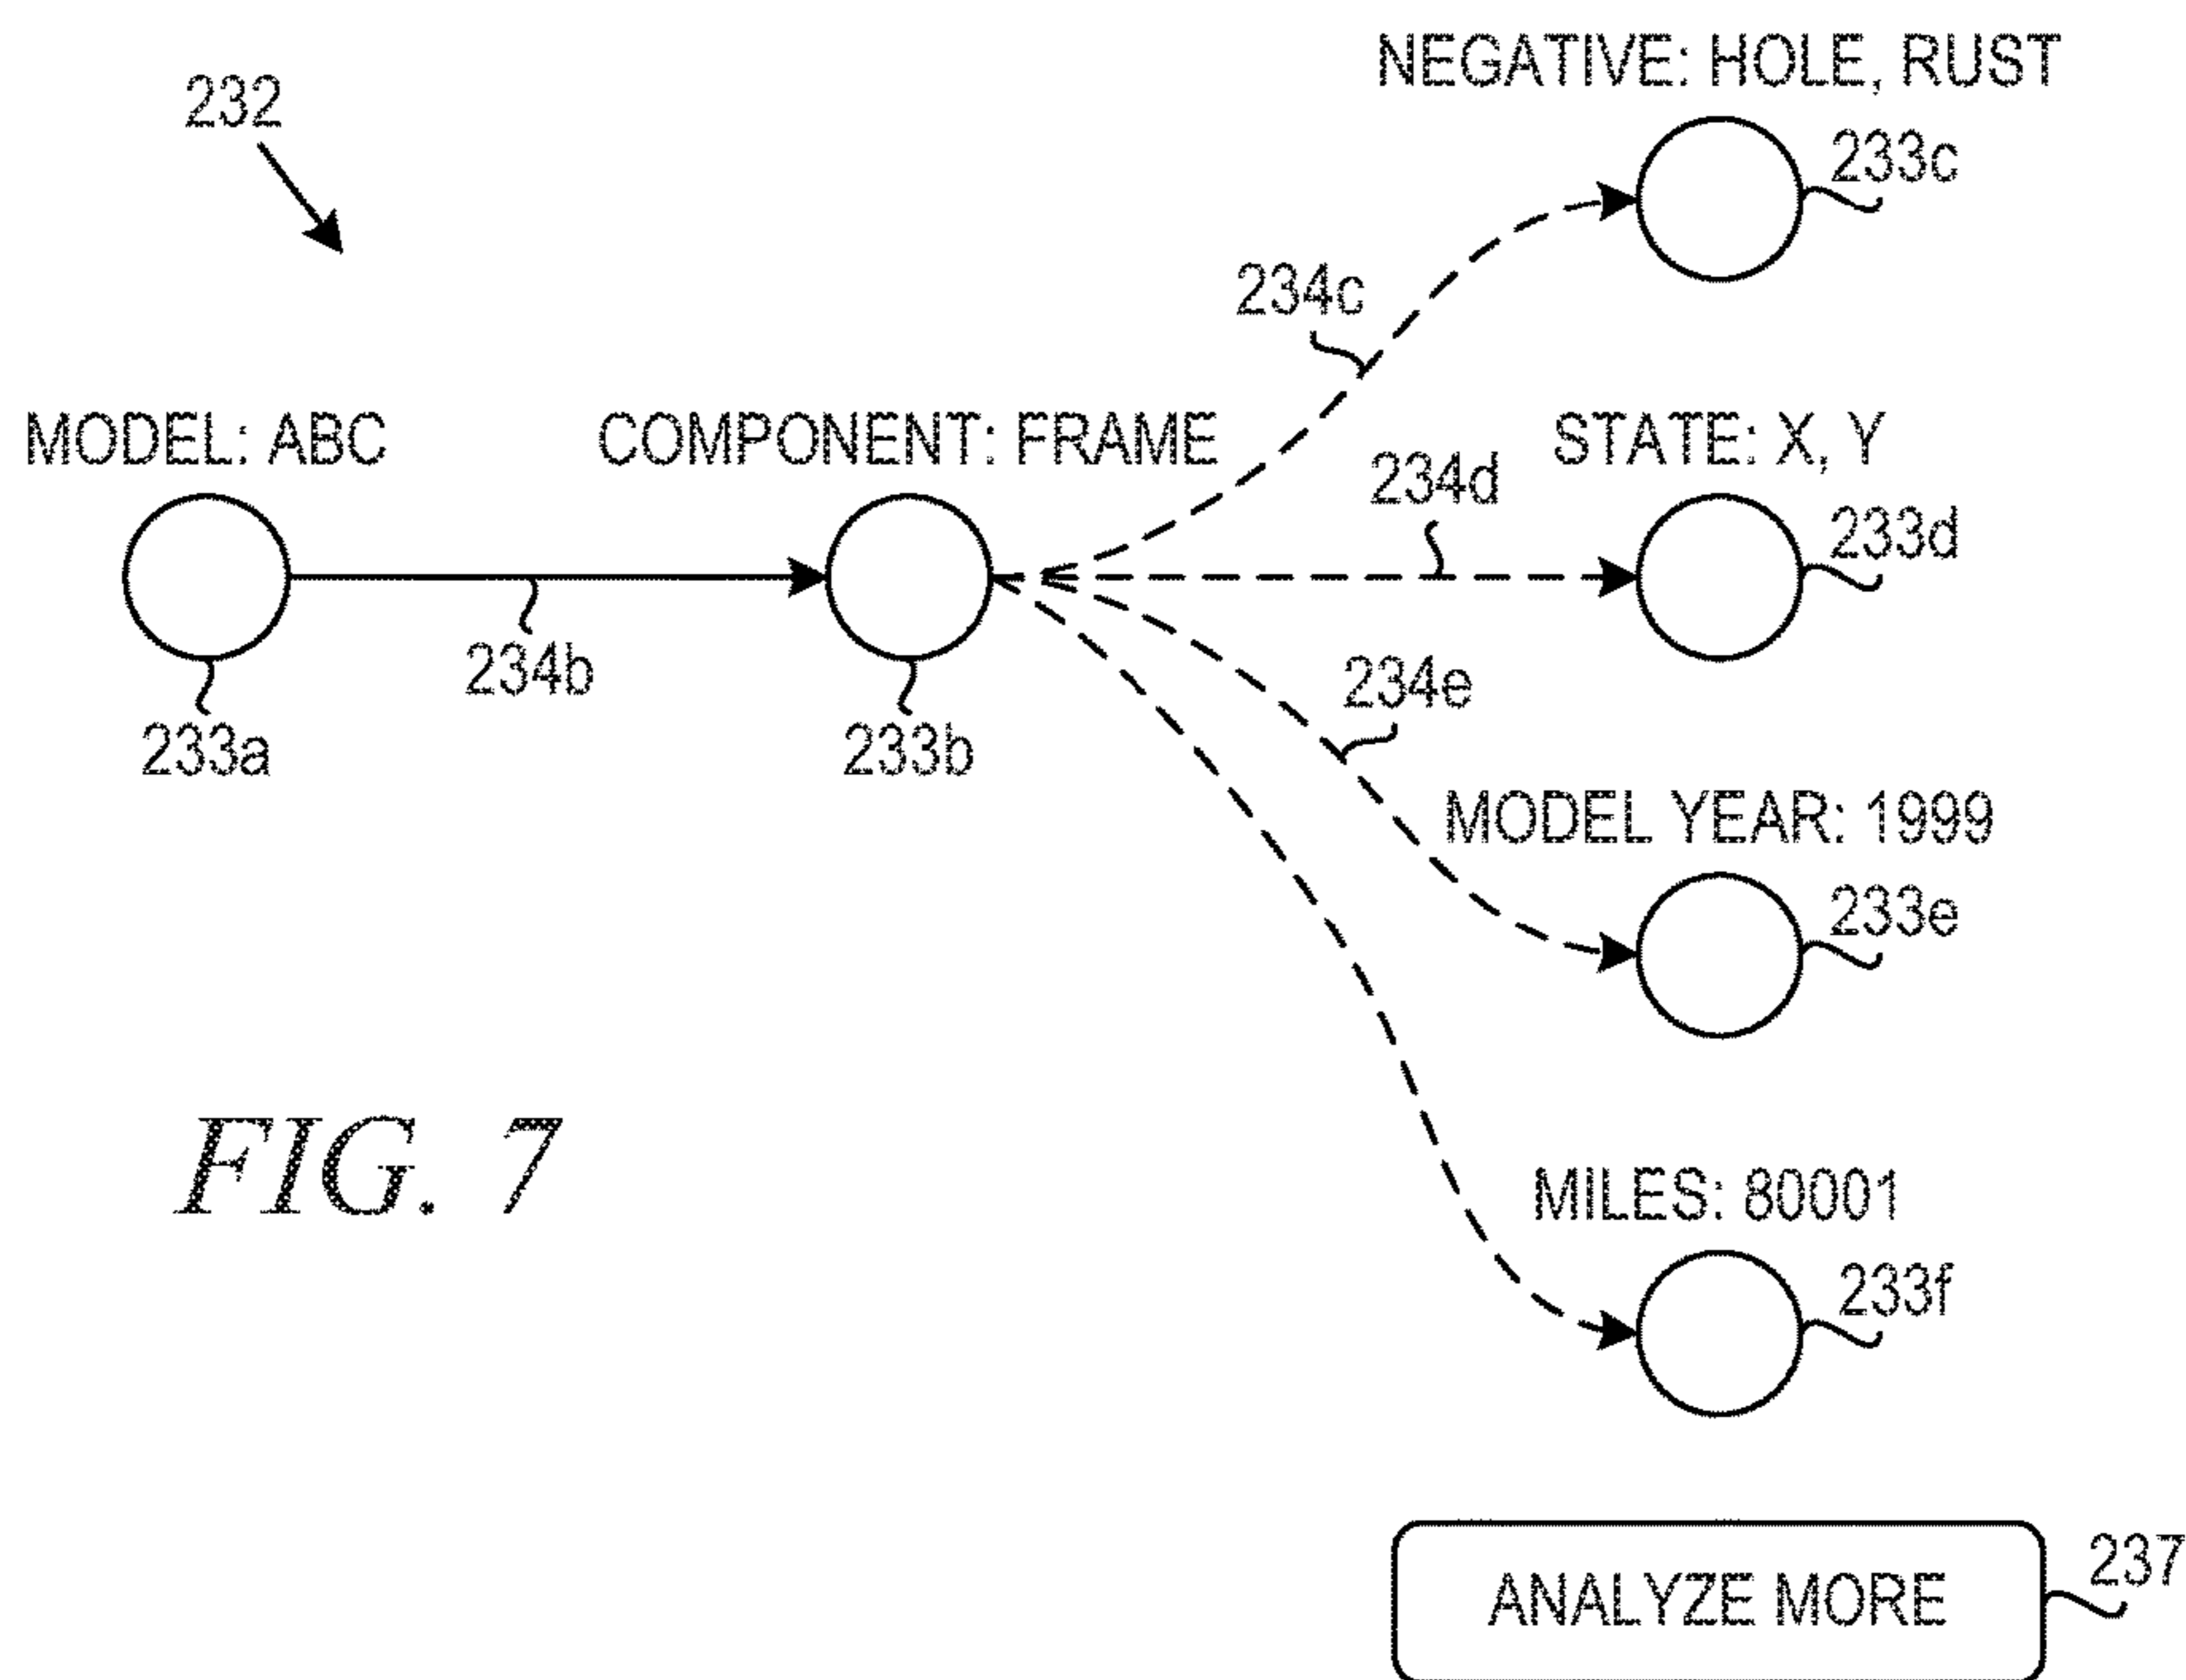 NEGATIVE: HOLE, RUST
232
233c
234c
MODEL: ABC
COMPONENT: FRAME
STATE: X, Y
234d
233d
234b
234e
233a
233b
MODEL YEAR: 1999
233e
FIG. 7
MILES: 80001
233f
ANALYZE MORE
237